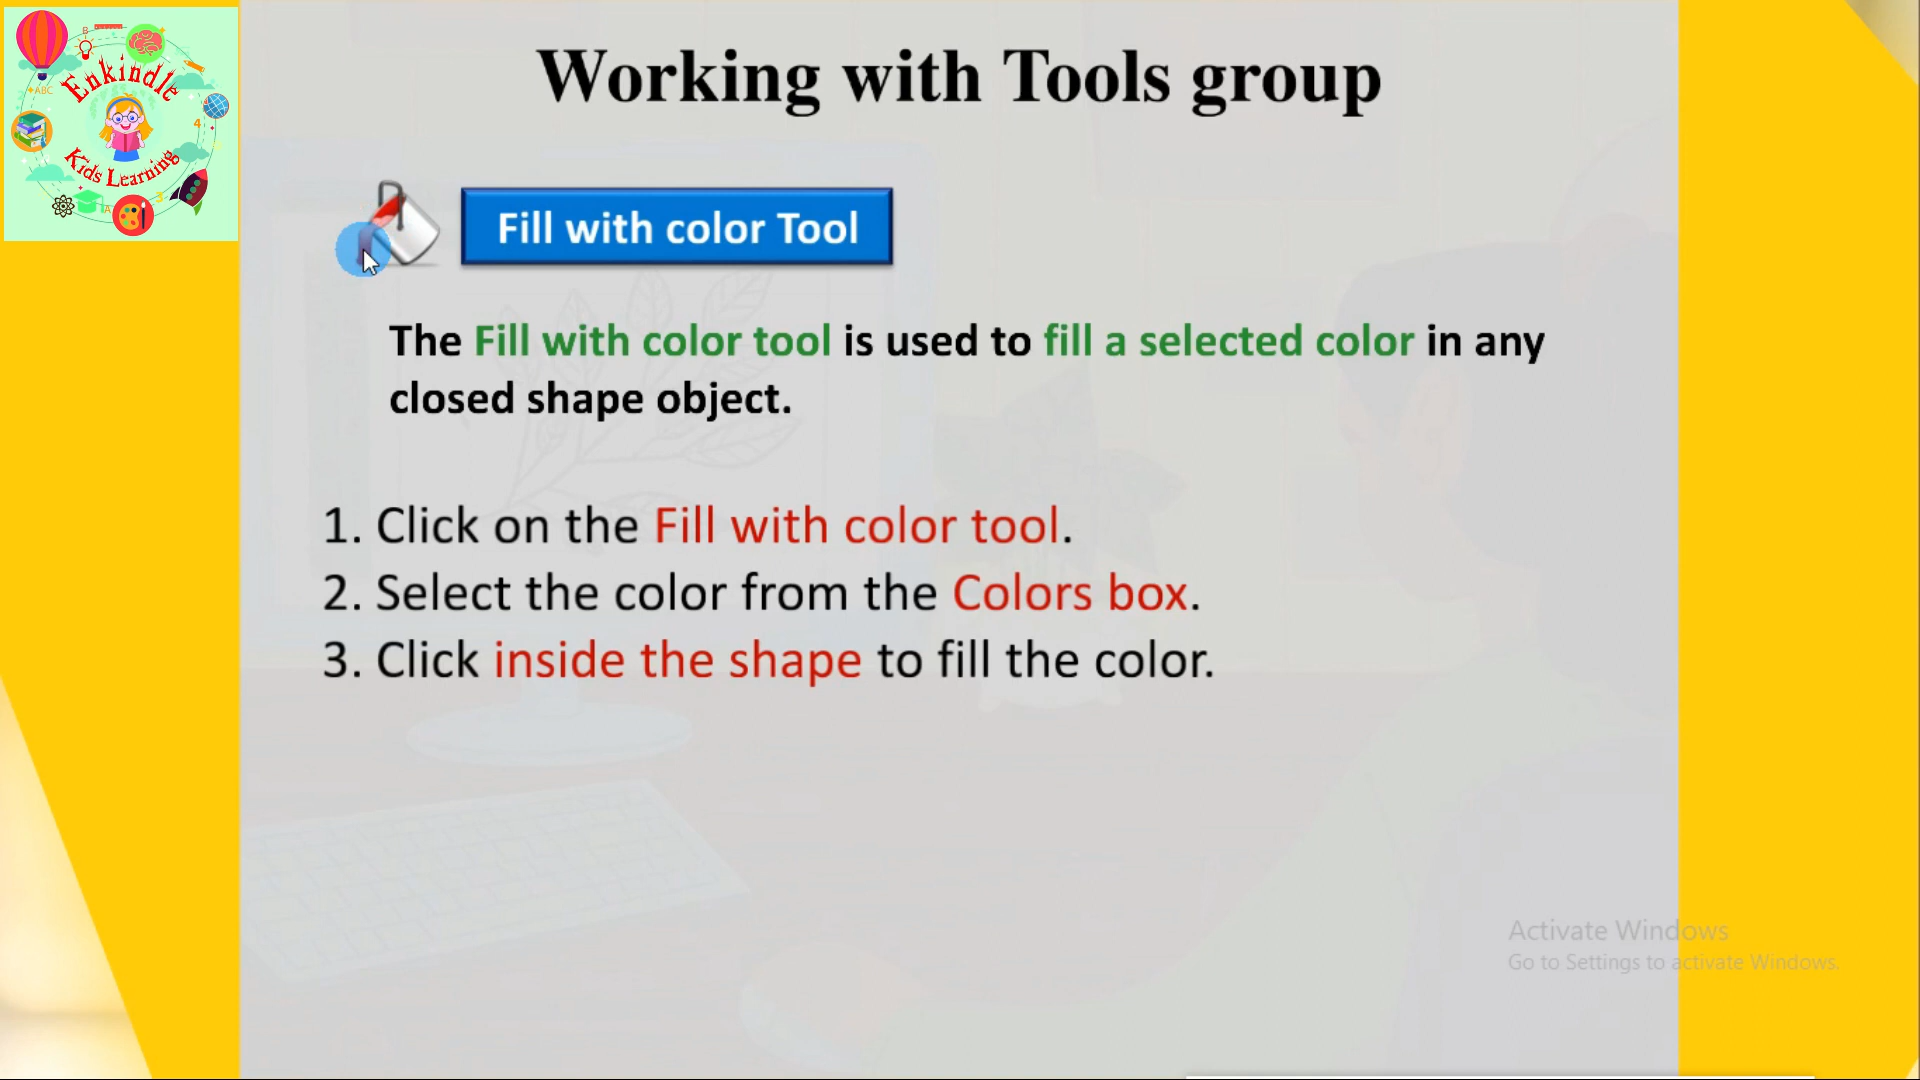 Enkindle
Kids Learning
Working with Tools group
Fill with color Tool
The Fill with color tool is used to fill a selected color in any
closed shape object.
1. Click on the Fill with color tool.
2. Select the color from the Colors box.
3. Click inside the shape to fill the color.
Activate Windows
Go to Settings to activate Windows.